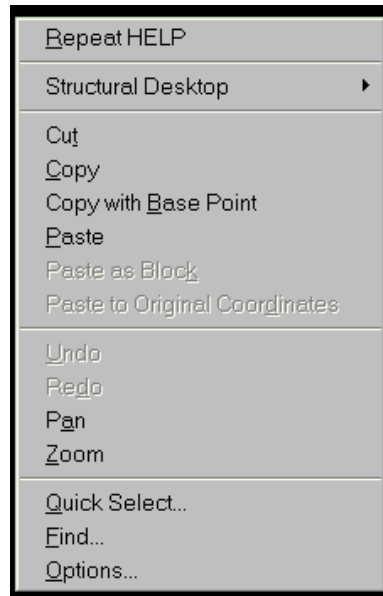 Repeat HELP
Structural Desktop
Cut
Copy
Copy with Base Point
Paste
Paste as Block
Paste to Original Coordinates
Undo
Redo
Pan
Zoom
Quick Select...
Find...
Options...